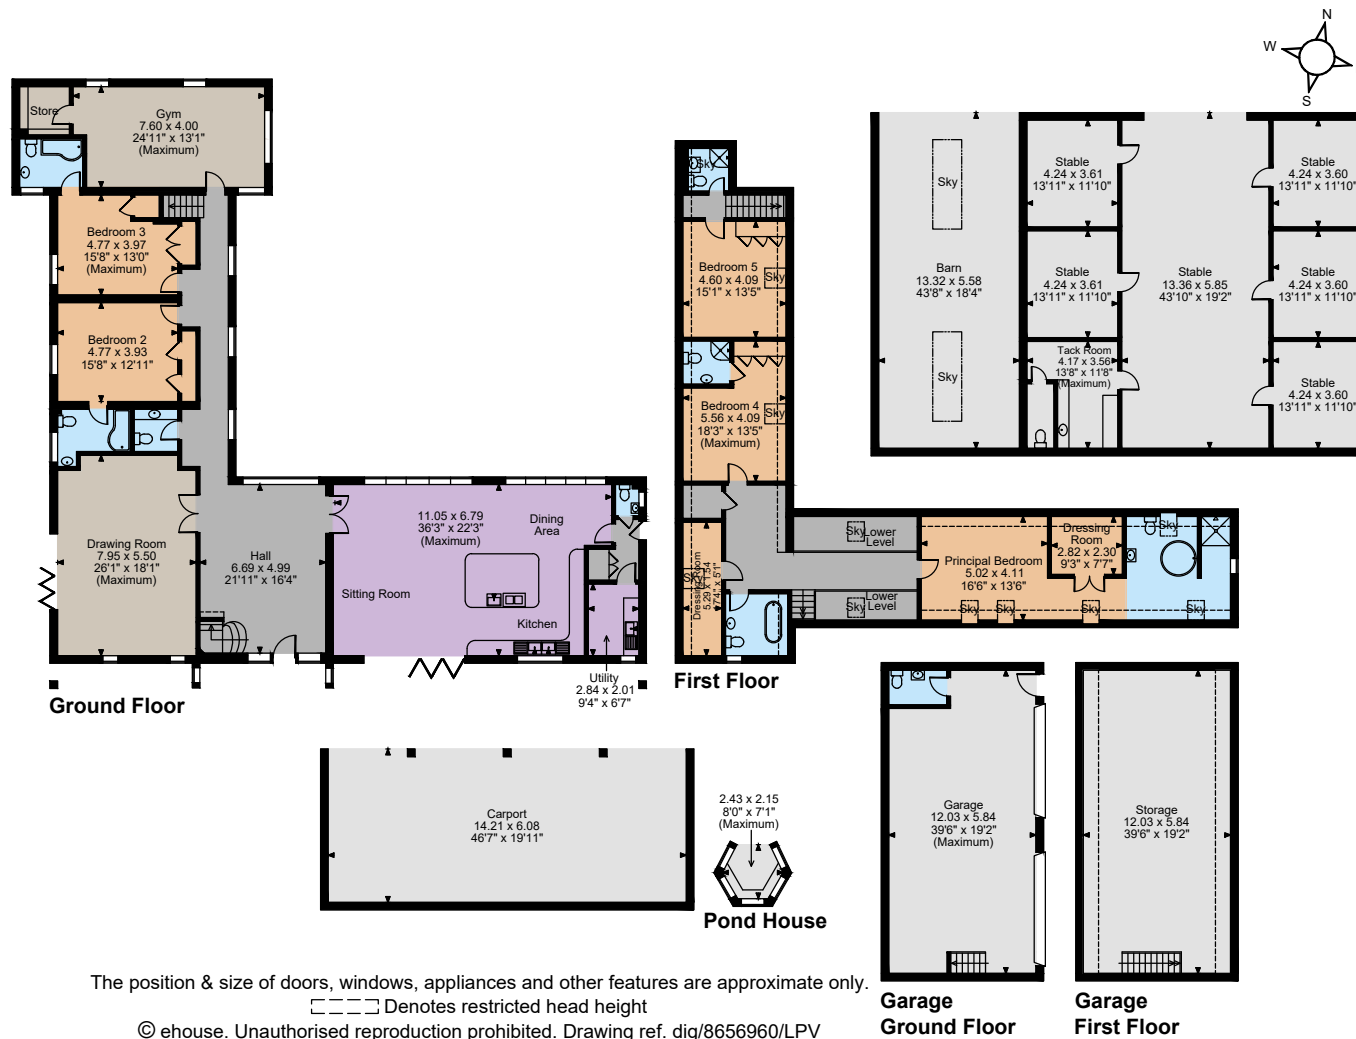 N
W
S
Store
Gym
7.60 x 4.00
24'11" x 13'1"
(Maximum)
Bedroom 3
4.77 x 3.97
15'8" x 13'0"
(Maximum)
Bedroom 2
4.77 x 3.93
15'8" x 12'11"
Drawing Room
7.95 x 5.50
26'1" x 18'1"
(Maximum)
Hall
6.69 x 4.99
21'11" x 16'4"
11.05 x 6.79
36'3" x 22'3"
(Maximum)
Dining
Area
Sitting Room
Kitchen
Utility
2.84 x 2.01
9'4" x 6'7"
Ground Floor
Sky
Bedroom 5
4.60 x 4.09
15'1" x 13'5"
Sky
Bedroom 4
5.56 x 4.09
18'3" x 13'5"
(Maximum)
Sky
Dressing Room
5.29 x 1.54
17'4" x 5'1"
Sky
Sky
Lower
Level
Sky
Lower
Level
Principal Bedroom
5.02 x 4.11
16'6" x 13'6"
Dressing
Room
2.82 x 2.30
9'3" x 7'7"
Sky
Sky
Sky
Sky
Sky
First Floor
Barn
13.32 x 5.58
43'8" x 18'4"
Sky
Sky
Stable
4.24 x 3.61
13'11" x 11'10"
Stable
4.24 x 3.61
13'11" x 11'10"
Tack Room
4.17 x 3.56
13'8" x 11'8"
(Maximum)
Stable
13.36 x 5.85
43'10" x 19'2"
Stable
4.24 x 3.60
13'11" x 11'10"
Stable
4.24 x 3.60
13'11" x 11'10"
Stable
4.24 x 3.60
13'11" x 11'10"
Carport
14.21 x 6.08
46'7" x 19'11"
2.43 x 2.15
8'0" x 7'1"
(Maximum)
Pond House
Garage
12.03 x 5.84
39'6" x 19'2"
(Maximum)
Garage
Ground Floor
Storage
12.03 x 5.84
39'6" x 19'2"
Garage
First Floor
The position & size of doors, windows, appliances and other features are approximate only.
Denotes restricted head height
© ehouse. Unauthorised reproduction prohibited. Drawing ref. dig/8656960/LPV